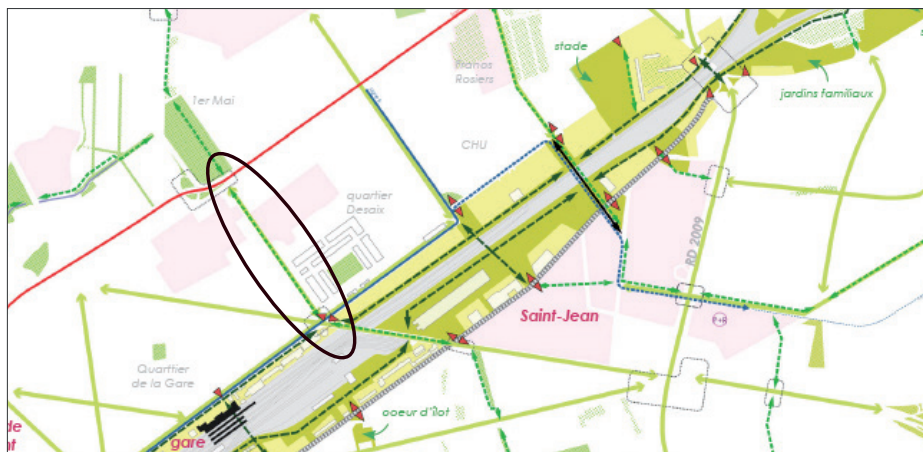 Rosiers
stade
1er Mai
jardins familiaux
CHU
quartier
Desaix
RD 2009
Saint-Jean
P+R
Quartier
de la Gare
coeur d'îlot
gare
de
nt